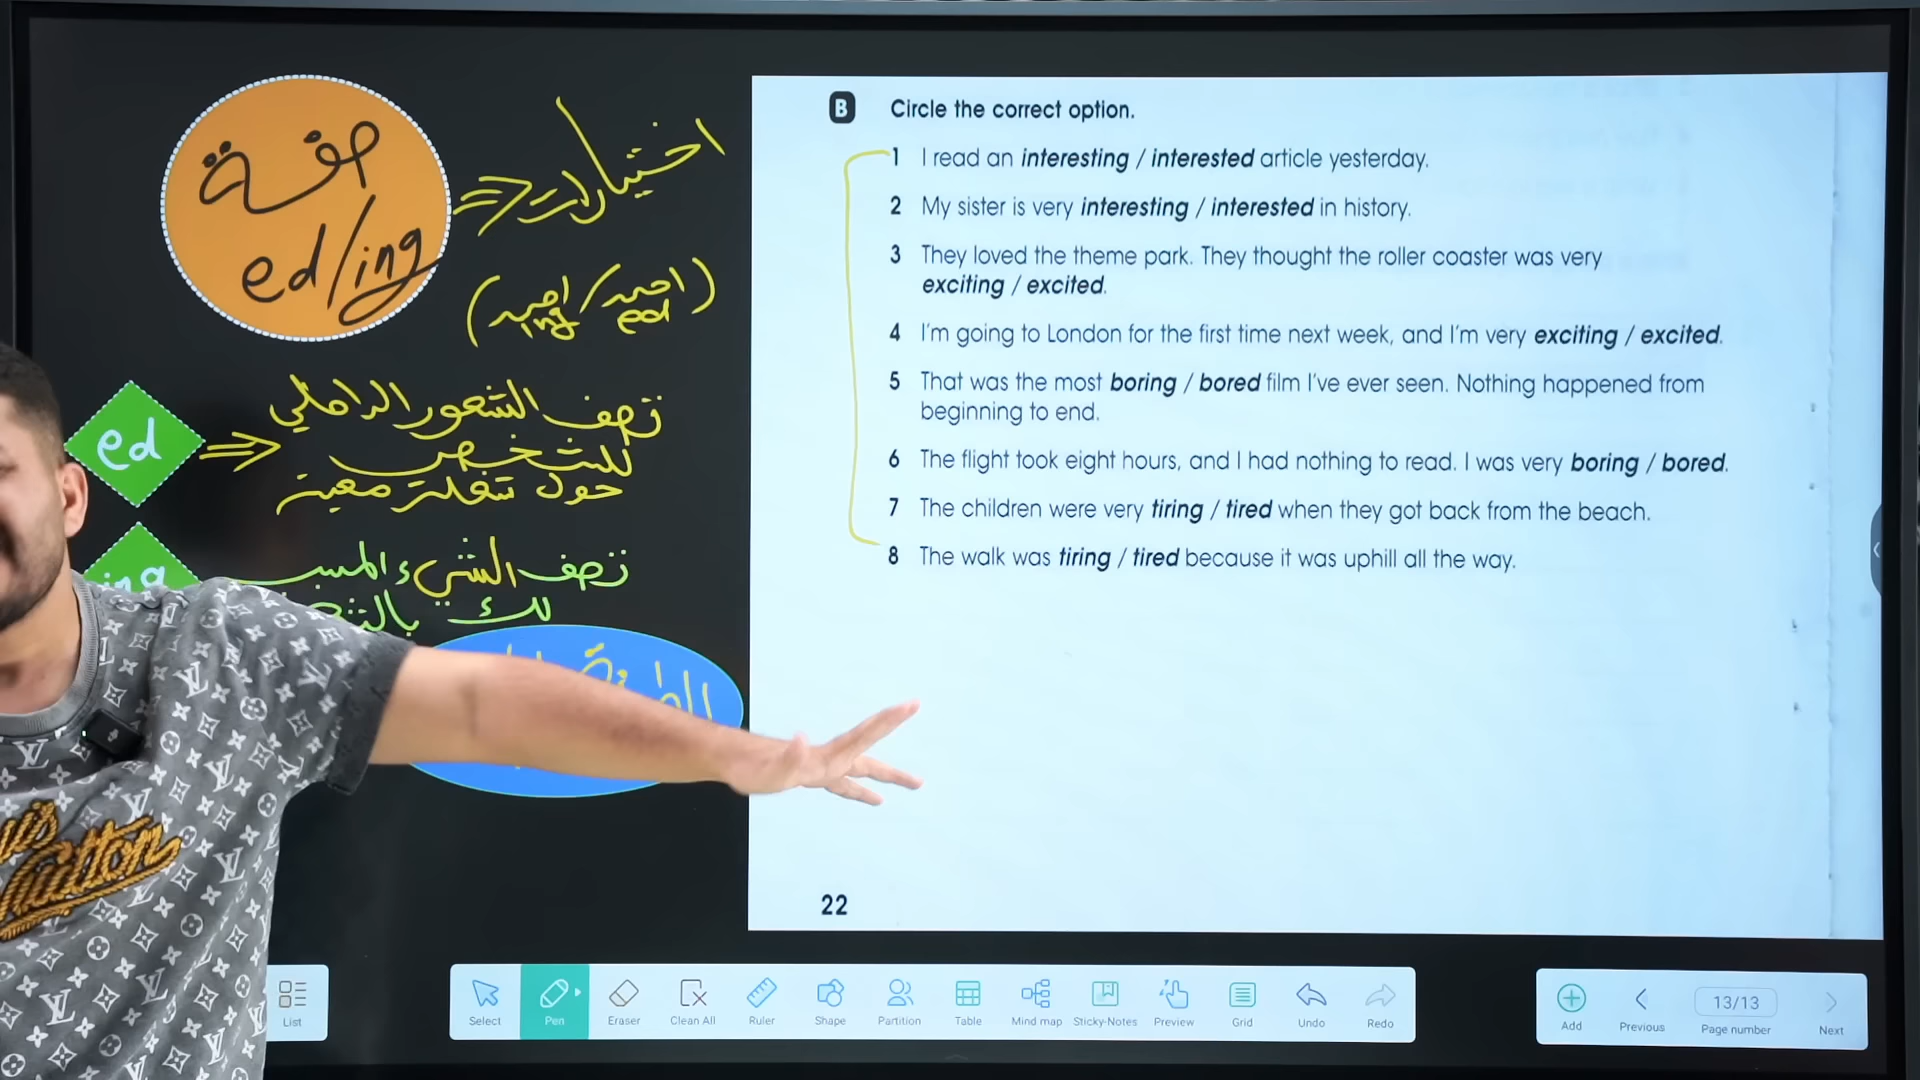 صفة
ed/ing
اختيارات
(احمد ing / احمد ed)
ed
تصف الشعور الداخلي
للشخص
حول شغلة معينة
ing
تصف الشيء المسبب
لك
B Circle the correct option.
1 I read an interesting / interested article yesterday.
2 My sister is very interesting / interested in history.
3 They loved the theme park. They thought the roller coaster was very
exciting / excited.
4 I'm going to London for the first time next week, and I'm very exciting / excited.
5 That was the most boring / bored film I've ever seen. Nothing happened from
beginning to end.
6 The flight took eight hours, and I had nothing to read. I was very boring / bored.
7 The children were very tiring / tired when they got back from the beach.
8 The walk was tiring / tired because it was uphill all the way.
22
List
Select
Pen
Eraser
Clean All
Ruler
Shape
Partition
Table
Mind map
Sticky-Notes
Preview
Grid
Undo
Redo
Add
Previous
13/13
Page number
Next